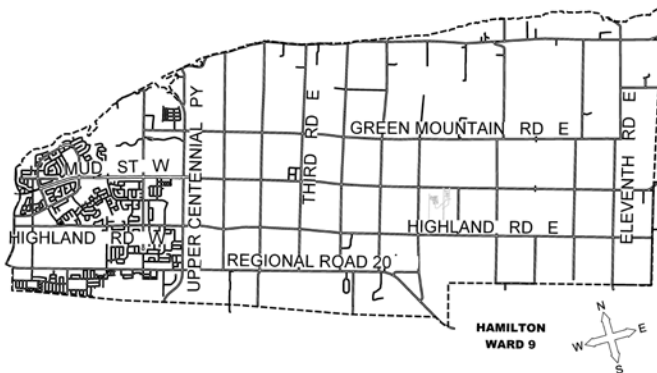 GREEN MOUNTAIN RD E
MUD ST W
UPPER CENTENNIAL PY
THIRD RD E
ELEVENTH RD E
HIGHLAND RD W
HIGHLAND RD E
REGIONAL ROAD 20
HAMILTON
WARD 9
N
E
W
S